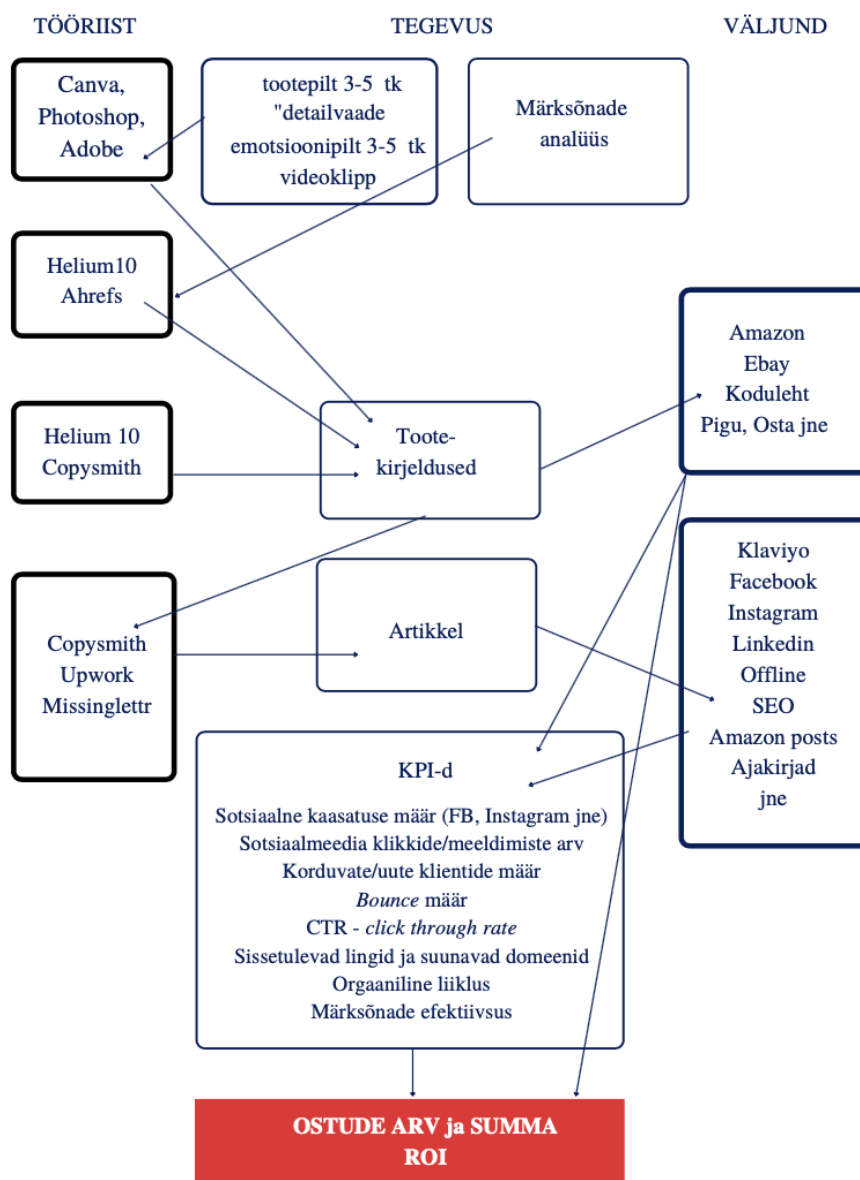 TÖÖRIIST
TEGEVUS
VÄLJUND
Canva,
Photoshop,
Adobe
tootepilt 3-5 tk
"detailvaade
emotsioonipilt 3-5 tk
videoklipp
Märksõnade
analüüs
Helium10
Ahrefs
Amazon
Ebay
Koduleht
Pigu, Osta jne
Helium 10
Copysmith
Toote-
kirjeldused
Klaviyo
Facebook
Instagram
Linkedin
Offline
SEO
Amazon posts
Ajakirjad
jne
Copysmith
Upwork
Missinglettr
Artikkel
KPI-d
Sotsiaalne kaasatuse määr (FB, Instagram jne)
Sotsiaalmeedia klikkide/meeldimiste arv
Korduvate/uute klientide määr
Bounce määr
CTR - click through rate
Sissetulevad lingid ja suunavad domeenid
Orgaaniline liiklus
Märksõnade efektiivsus
OSTUDE ARV ja SUMMA
ROI